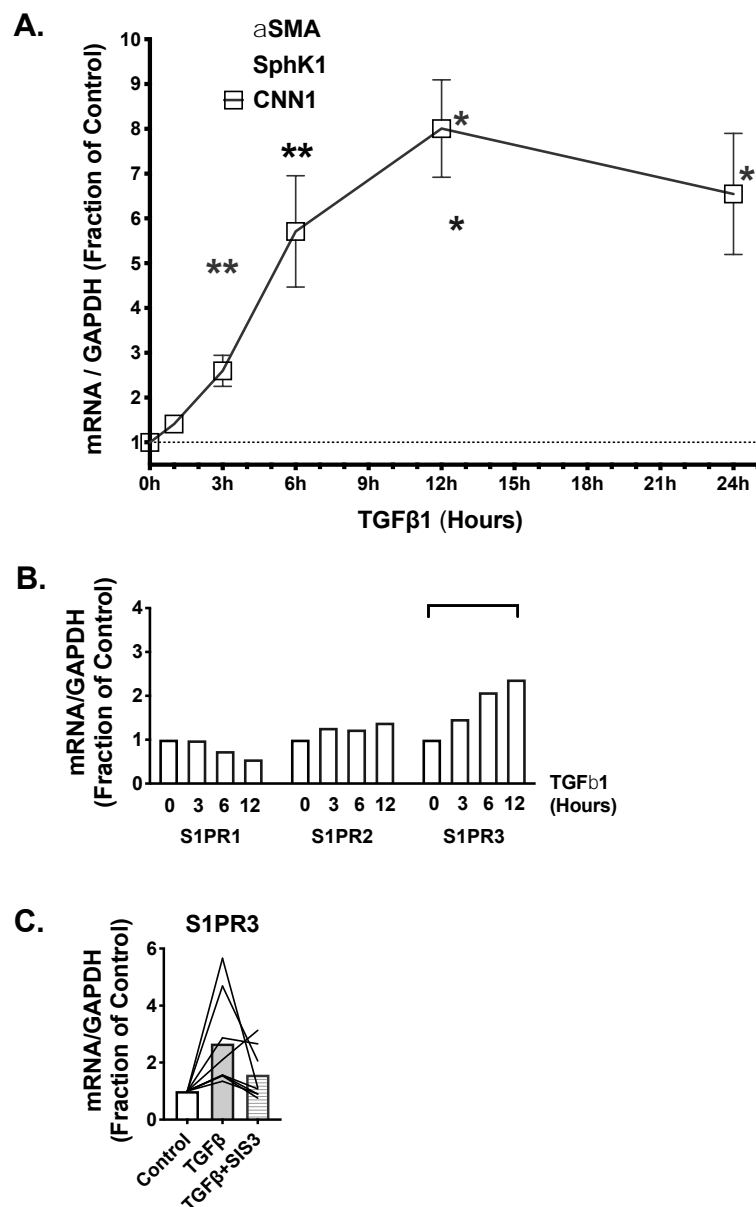 A.
aSMA
SphK1
CNN1
mRNA / GAPDH (Fraction of Control)
10
9
8
7
6
5
4
3
2
1
**
**
*
*
*
0h 3h 6h 9h 12h 15h 18h 21h 24h
TGFβ1 (Hours)
B.
mRNA/GAPDH
(Fraction of Control)
4
3
2
1
0
0 3 6 12 0 3 6 12 0 3 6 12
S1PR1 S1PR2 S1PR3
TGFb1
(Hours)
C.
S1PR3
mRNA/GAPDH
(Fraction of Control)
6
4
2
0
Control
TGFβ
TGFβ+SIS3